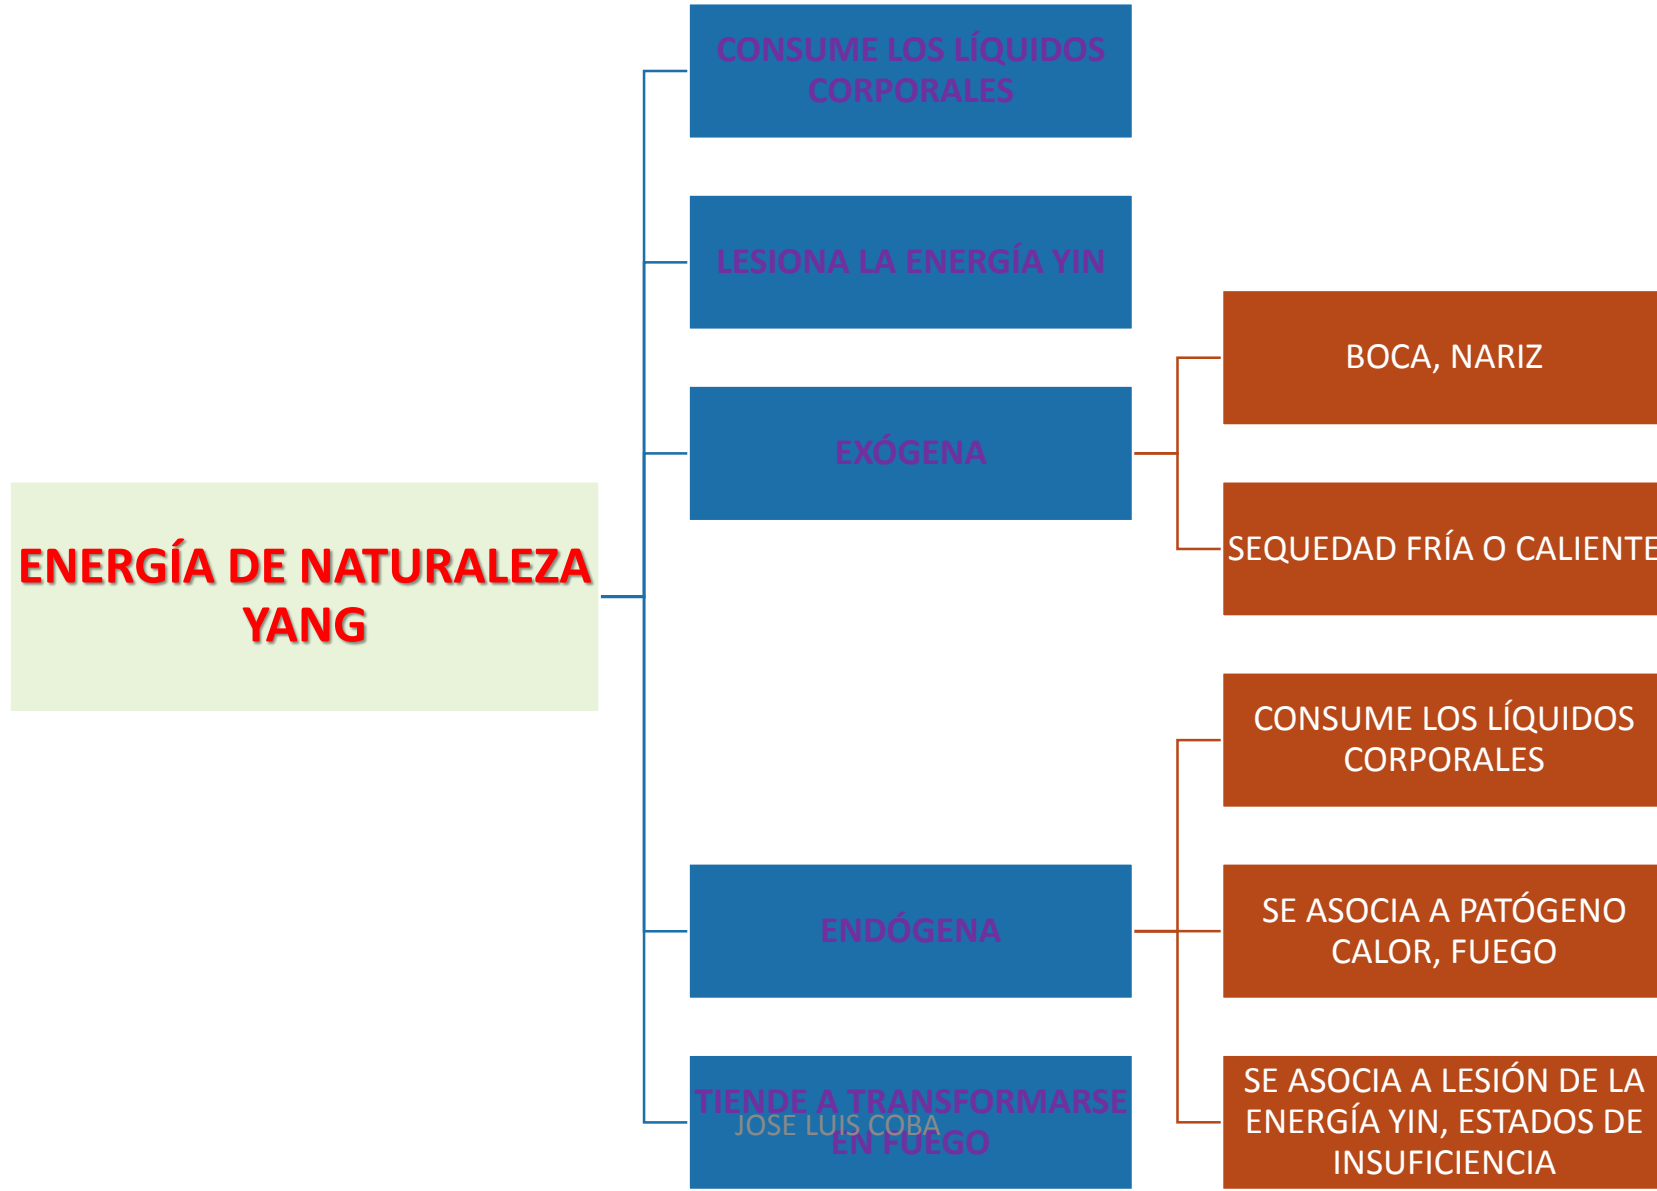 CONSUME LOS LÍQUIDOS
CORPORALES
LESIONA LA ENERGÍA YIN
BOCA, NARIZ
EXÓGENA
SEQUEDAD FRÍA O CALIENTE
ENERGÍA DE NATURALEZA
YANG
CONSUME LOS LÍQUIDOS
CORPORALES
ENDÓGENA
SE ASOCIA A PATÓGENO
CALOR, FUEGO
TIENDE A TRANSFORMARSE
EN FUEGO
JOSE LUIS COBA
SE ASOCIA A LESIÓN DE LA
ENERGÍA YIN, ESTADOS DE
INSUFICIENCIA